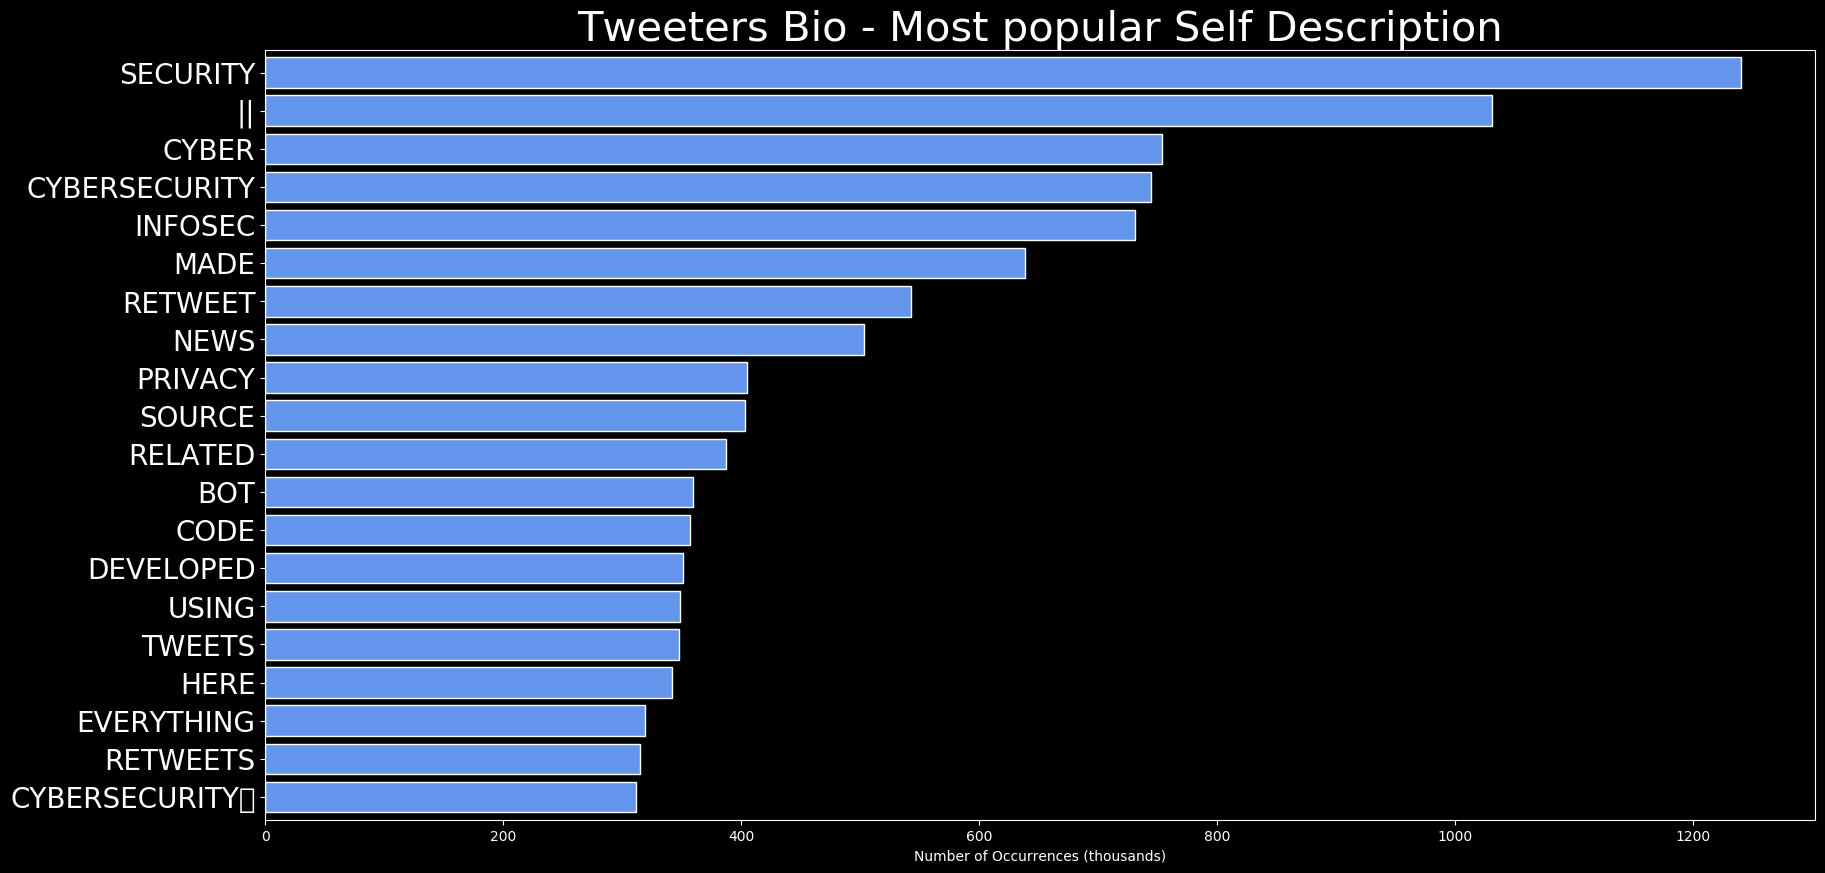 Tweeters Bio - Most popular Self Description
SECURITY
||
CYBER
CYBERSECURITY
INFOSEC
MADE
RETWEET
NEWS
PRIVACY
SOURCE
RELATED
BOT
CODE
DEVELOPED
USING
TWEETS
HERE
EVERYTHING
RETWEETS
CYBERSECURITY▯
0 200 400 600 800 1000 1200
Number of Occurrences (thousands)